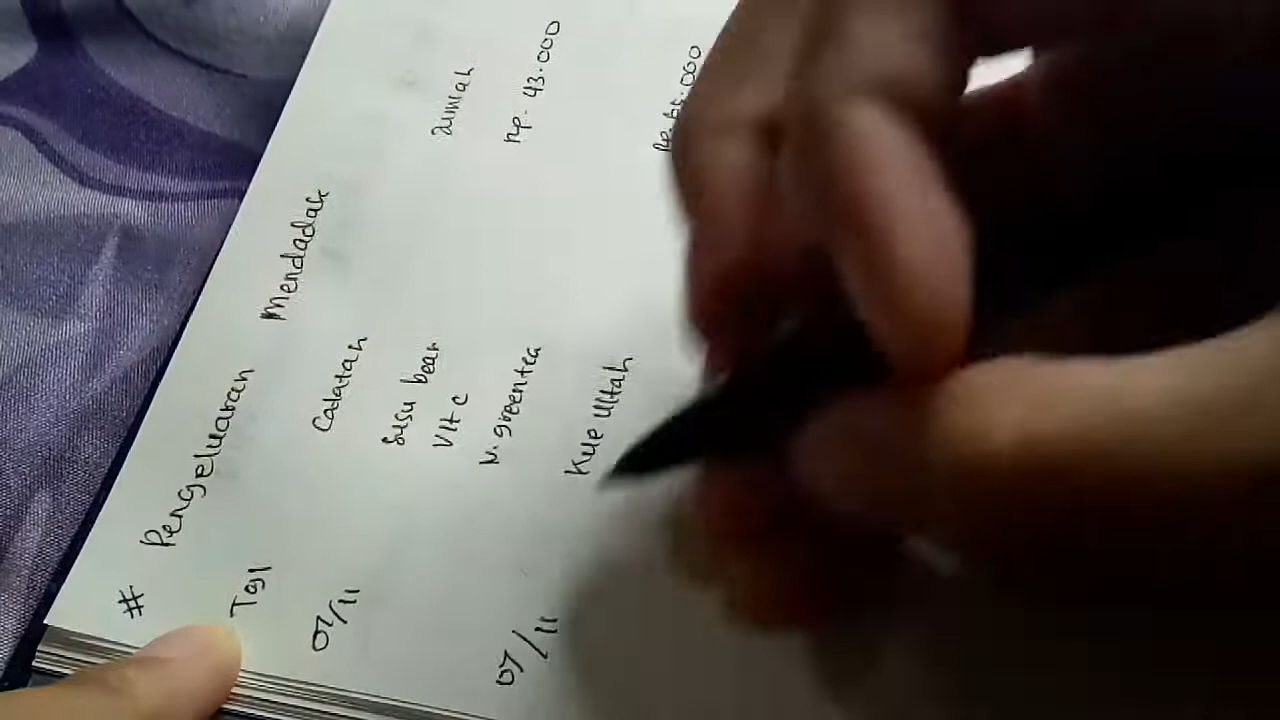 # Pengeluaran Mendadak
Tgl Catatan Jumlah
07/11 Susu bear Rp. 43.000
Vit C
N. greentea
07/11 Kue Ultah